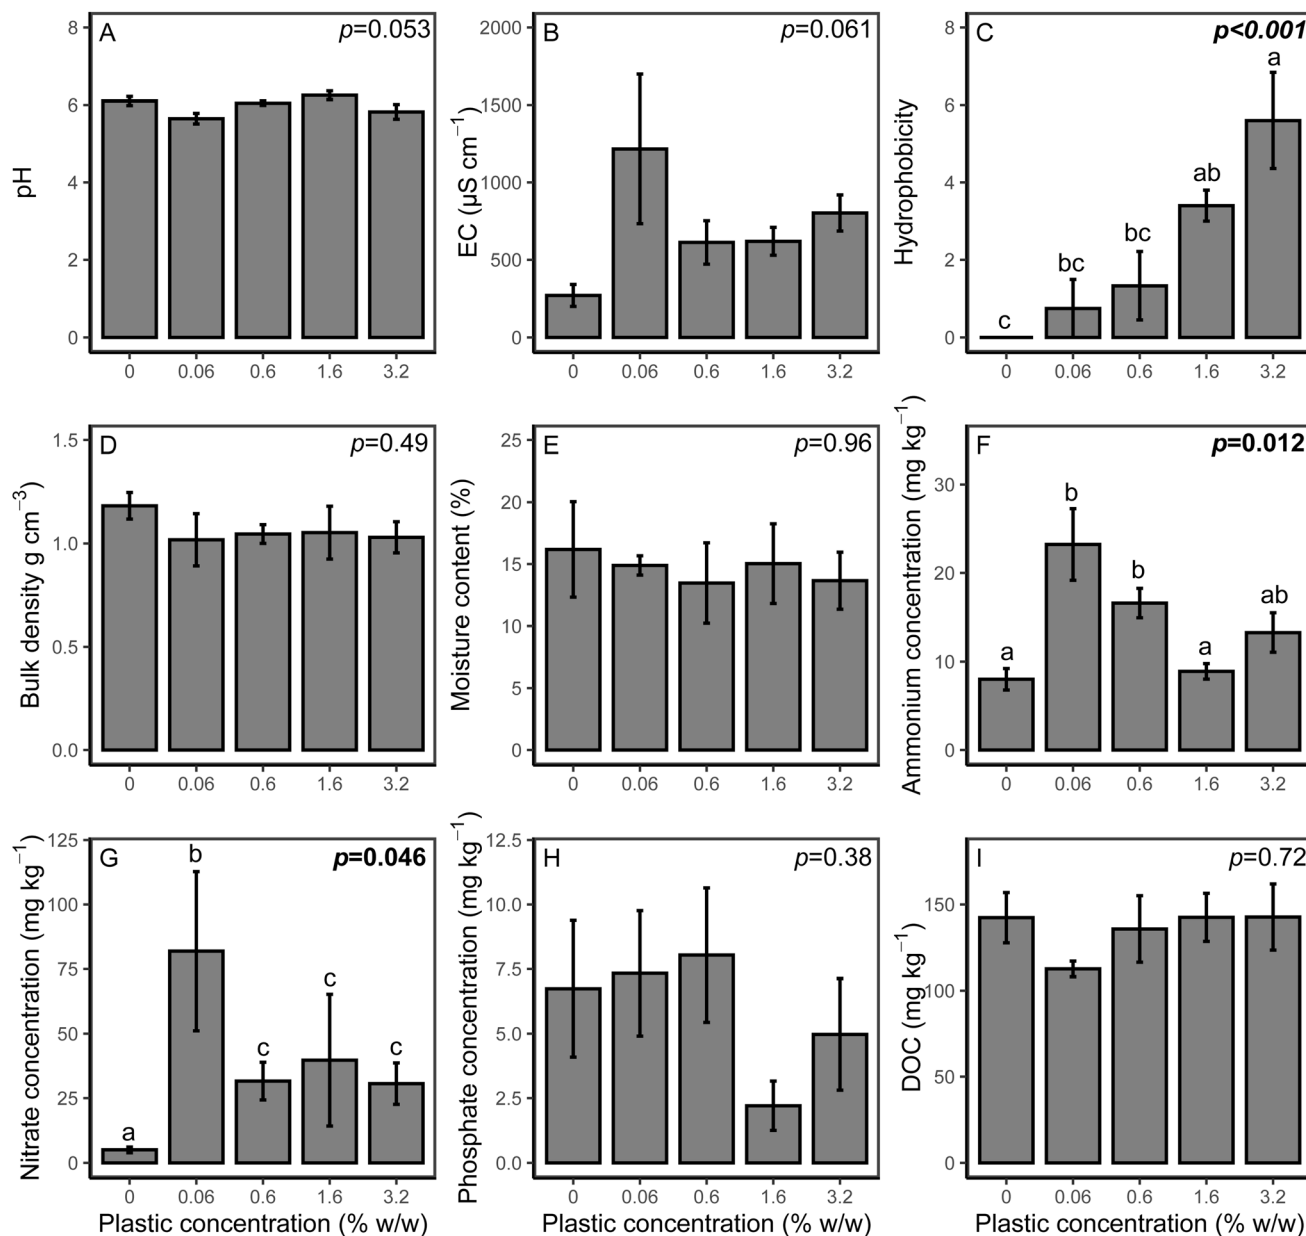 A
p=0.053
pH
8
6
4
2
0
0 0.06 0.6 1.6 3.2
B
p=0.061
EC (µS cm−1)
2000
1500
1000
500
0
0 0.06 0.6 1.6 3.2
C
p<0.001
Hydrophobicity
8
6
4
2
0
c bc bc ab a
0 0.06 0.6 1.6 3.2
D
p=0.49
Bulk density g cm−3
1.5
1.0
0.5
0.0
0 0.06 0.6 1.6 3.2
E
p=0.96
Moisture content (%)
25
20
15
10
5
0
0 0.06 0.6 1.6 3.2
F
p=0.012
Ammonium concentration (mg kg−1)
30
20
10
0
a b b a ab
0 0.06 0.6 1.6 3.2
G
p=0.046
Nitrate concentration (mg kg−1)
125
100
75
50
25
0
a b c c c
0 0.06 0.6 1.6 3.2
Plastic concentration (% w/w)
H
p=0.38
Phosphate concentration (mg kg−1)
12.5
10.0
7.5
5.0
2.5
0.0
0 0.06 0.6 1.6 3.2
Plastic concentration (% w/w)
I
p=0.72
DOC (mg kg−1)
150
100
50
0
0 0.06 0.6 1.6 3.2
Plastic concentration (% w/w)